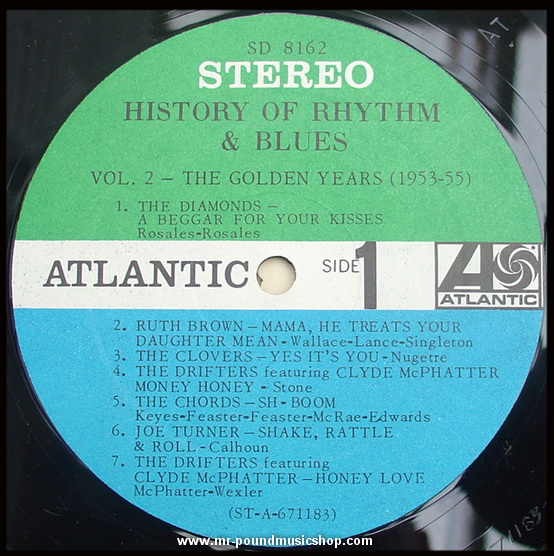 SD 8162
STEREO
HISTORY OF RHYTHM
& BLUES
VOL. 2 – THE GOLDEN YEARS (1953-55)
1. THE DIAMONDS –
A BEGGAR FOR YOUR KISSES
Rosales-Rosales
ATLANTIC
SIDE 1
ATLANTIC
2. RUTH BROWN – MAMA, HE TREATS YOUR
DAUGHTER MEAN - Wallace-Lance-Singleton
3. THE CLOVERS – YES IT'S YOU - Nugetre
4. THE DRIFTERS featuring CLYDE McPHATTER
MONEY HONEY - Stone
5. THE CHORDS – SH - BOOM
Keyes-Feaster-Feaster-McRae-Edwards
6. JOE TURNER – SHAKE, RATTLE
& ROLL - Calhoun
7. THE DRIFTERS featuring
CLYDE McPHATTER – HONEY LOVE
McPhatter-Wexler
(ST-A-671183)
AT
www.mr-poundmusicshop.com